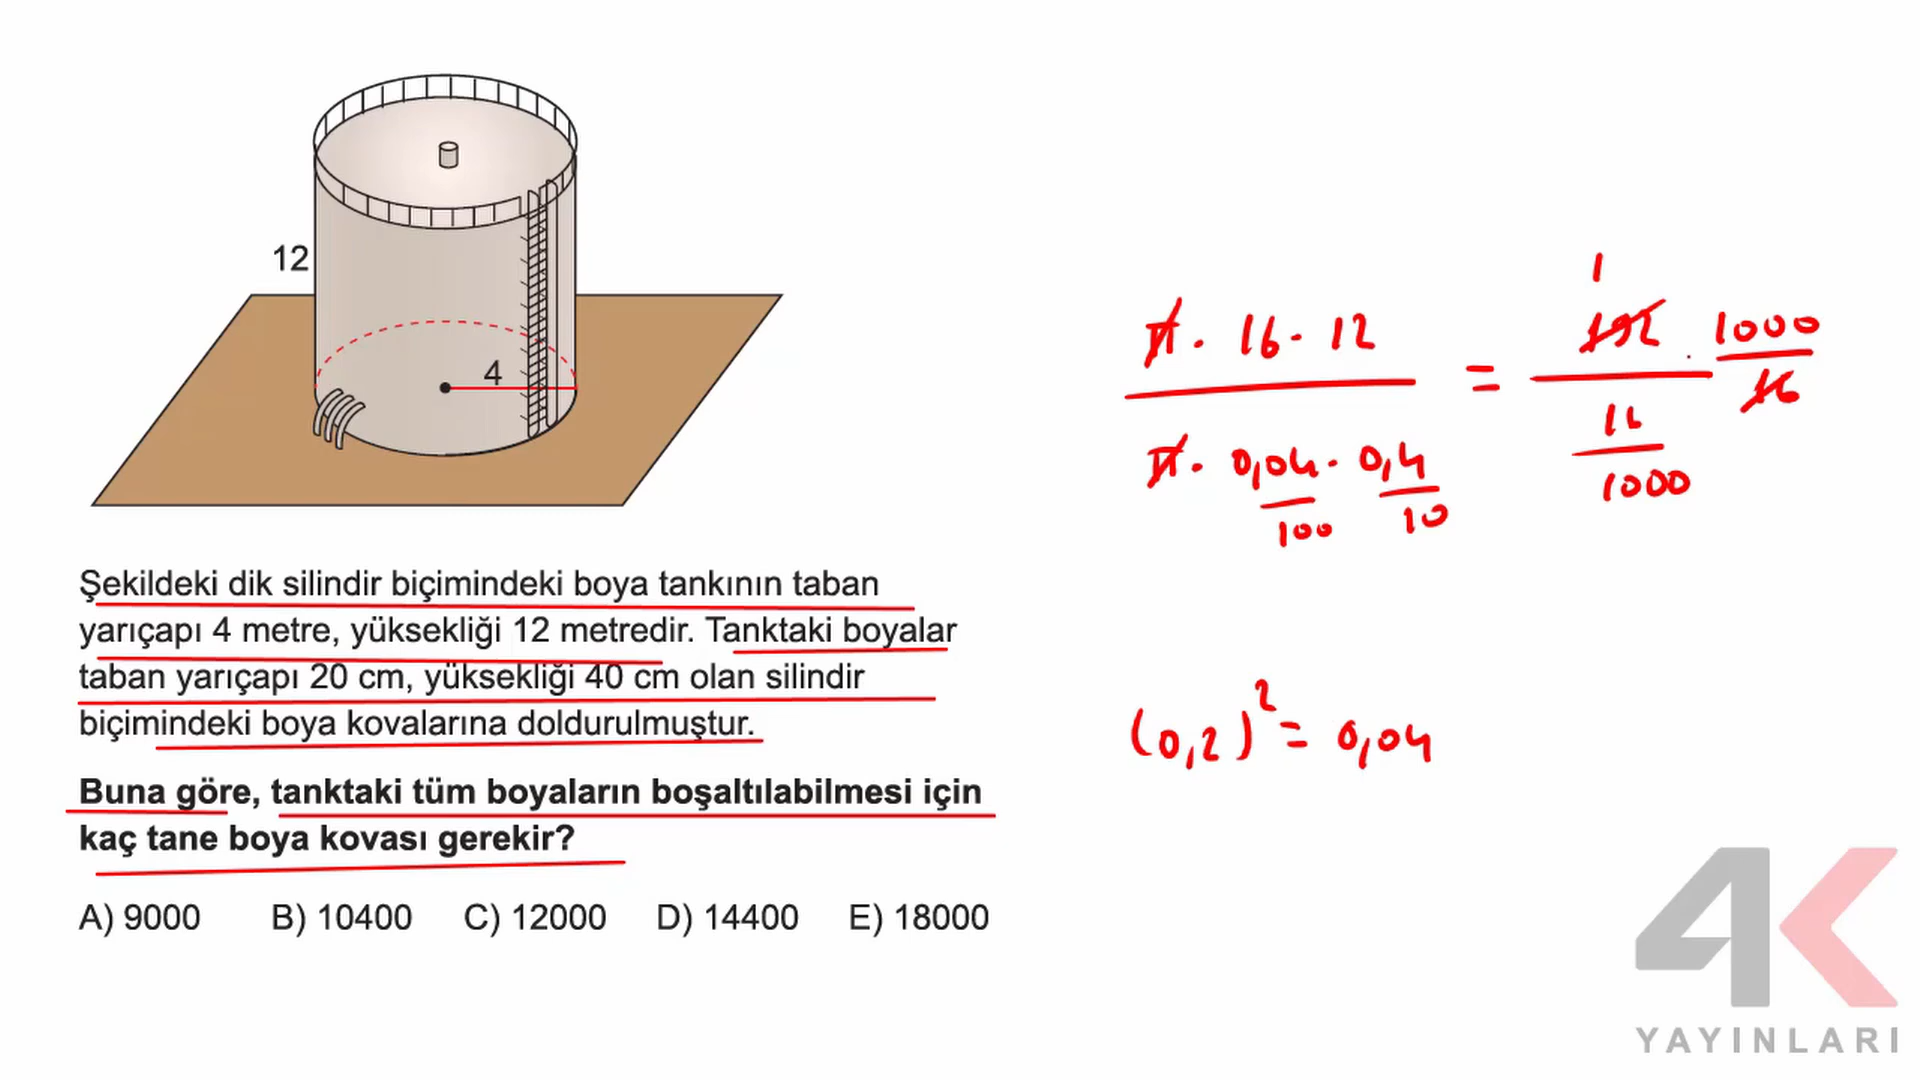 12
4
Şekildeki dik silindir biçimindeki boya tankının taban
yarıçapı 4 metre, yüksekliği 12 metredir. Tanktaki boyalar
taban yarıçapı 20 cm, yüksekliği 40 cm olan silindir
biçimindeki boya kovalarına doldurulmuştur.
Buna göre, tanktaki tüm boyaların boşaltılabilmesi için
kaç tane boya kovası gerekir?
A) 9000 B) 10400 C) 12000 D) 14400 E) 18000
1
π · 16 · 12 = 192 · 1000
16
π · 0,04 · 0,4
16
100 10
1000
(0,2)² = 0,04
4K
YAYINLARI